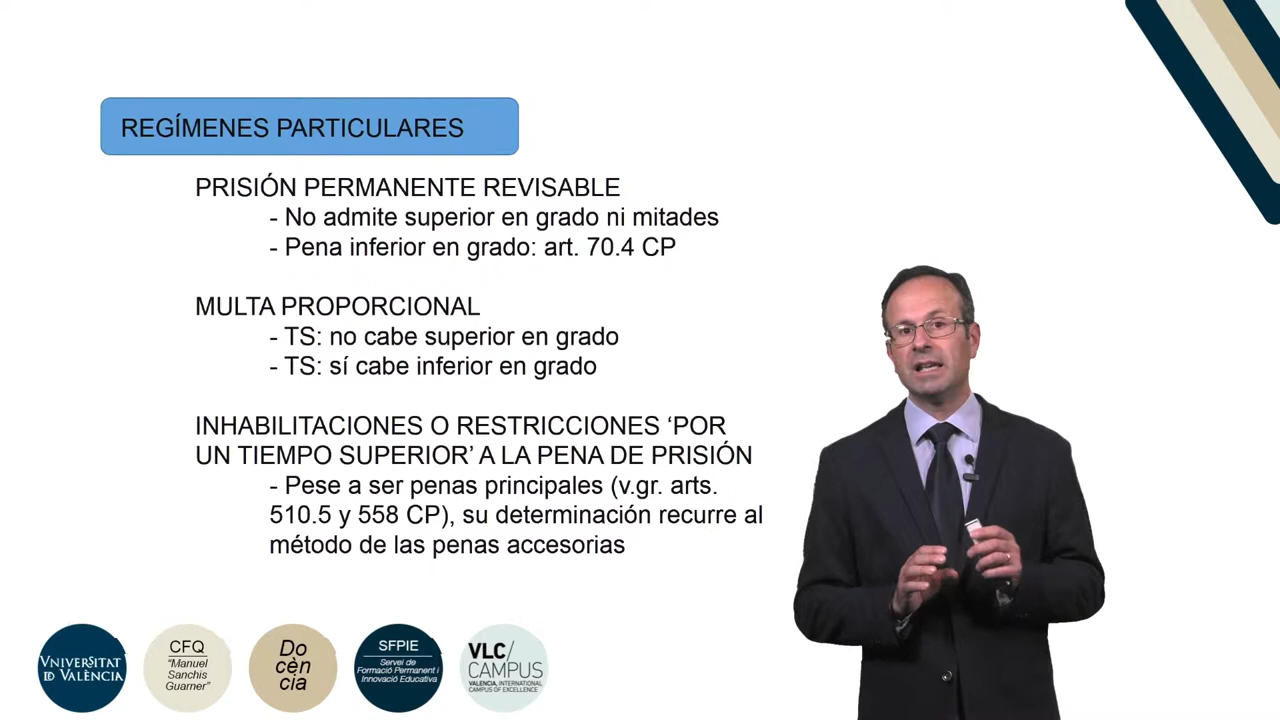 REGÍMENES PARTICULARES
PRISIÓN PERMANENTE REVISABLE
- No admite superior en grado ni mitades
- Pena inferior en grado: art. 70.4 CP
MULTA PROPORCIONAL
- TS: no cabe superior en grado
- TS: sí cabe inferior en grado
INHABILITACIONES O RESTRICCIONES ‘POR
UN TIEMPO SUPERIOR’ A LA PENA DE PRISIÓN
- Pese a ser penas principales (v.gr. arts.
510.5 y 558 CP), su determinación recurre al
método de las penas accesorias
VNIVERSITAT
DE VALÈNCIA
CFQ
“Manuel
Sanchis
Guarner”
Do
cèn
cia
SFPIE
Servei de
Formació Permanent i
Innovació Educativa
VLC/
CAMPUS
VALENCIA, INTERNATIONAL
CAMPUS OF EXCELLENCE